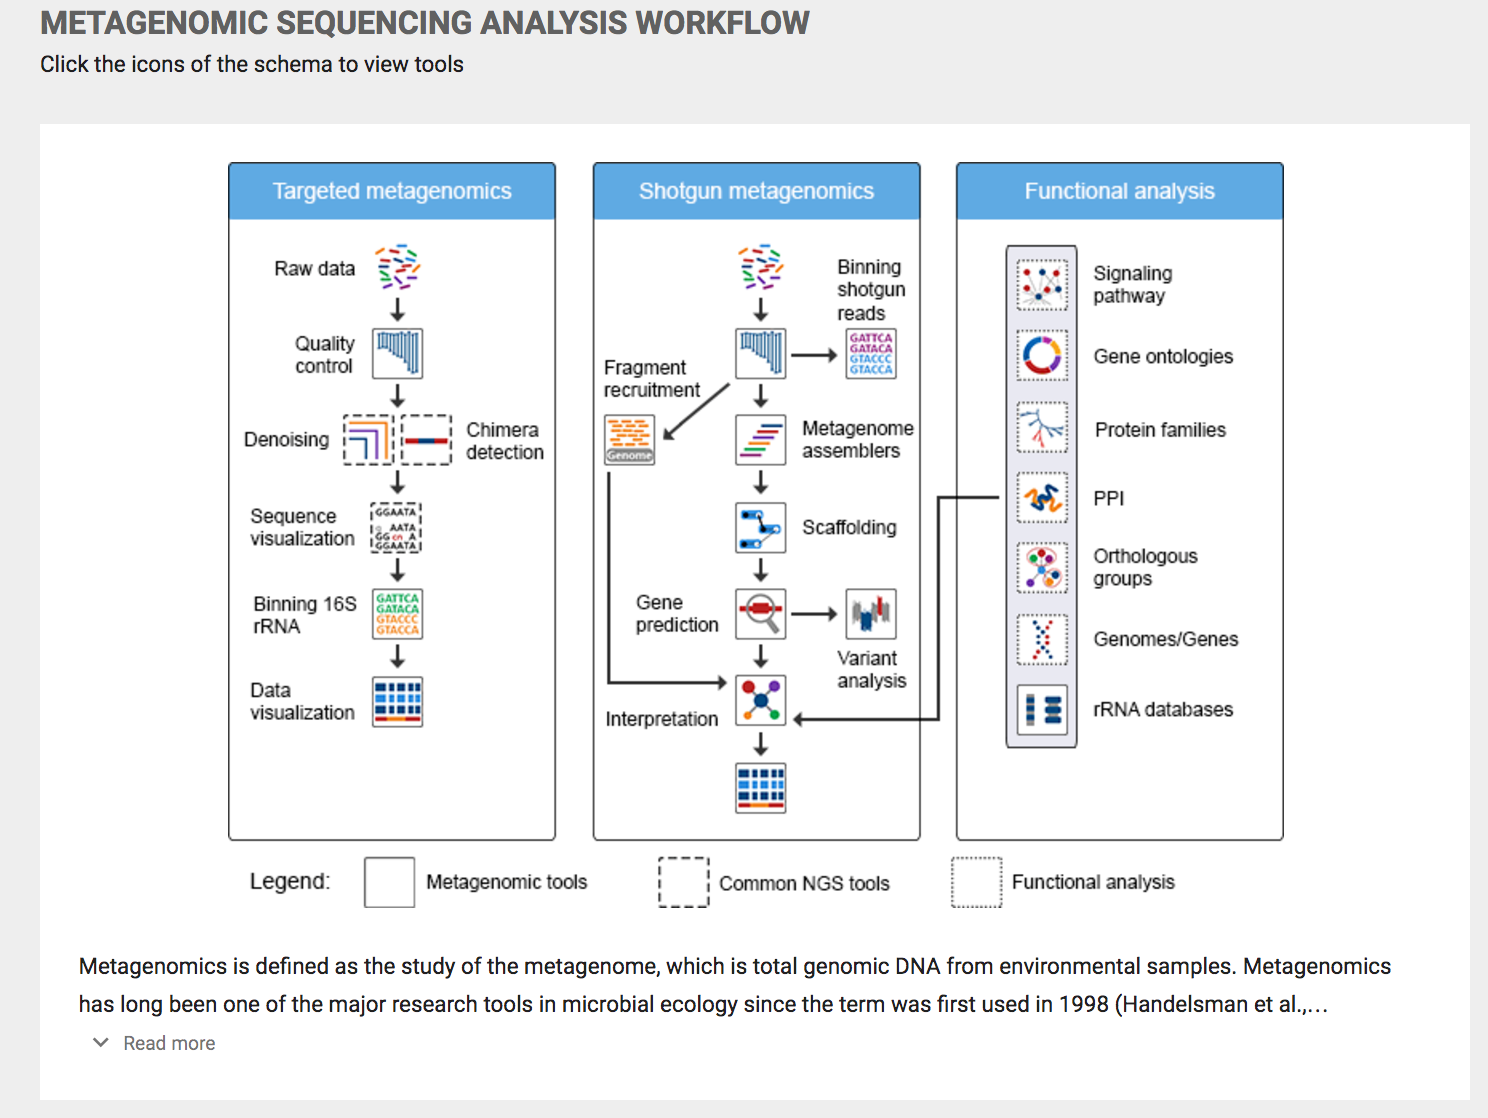 METAGENOMIC SEQUENCING ANALYSIS WORKFLOW
Click the icons of the schema to view tools
Targeted metagenomics
Raw data
Quality
control
Denoising
Chimera
detection
Sequence
visualization
GGAATA
AATA
GG cn A
GGAATA
Binning 16S
rRNA
GATTCA
GATACA
GTACCC
GTACCA
Data
visualization
Shotgun metagenomics
Binning
shotgun
reads
GATTCA
GATACA
GTACCC
GTACCA
Fragment
recruitment
Genome
Metagenome
assemblers
Scaffolding
Gene
prediction
Variant
analysis
Interpretation
Functional analysis
Signaling
pathway
Gene ontologies
Protein families
PPI
Orthologous
groups
Genomes/Genes
rRNA databases
Legend:
Metagenomic tools
Common NGS tools
Functional analysis
Metagenomics is defined as the study of the metagenome, which is total genomic DNA from environmental samples. Metagenomics
has long been one of the major research tools in microbial ecology since the term was first used in 1998 (Handelsman et al.,...
Read more